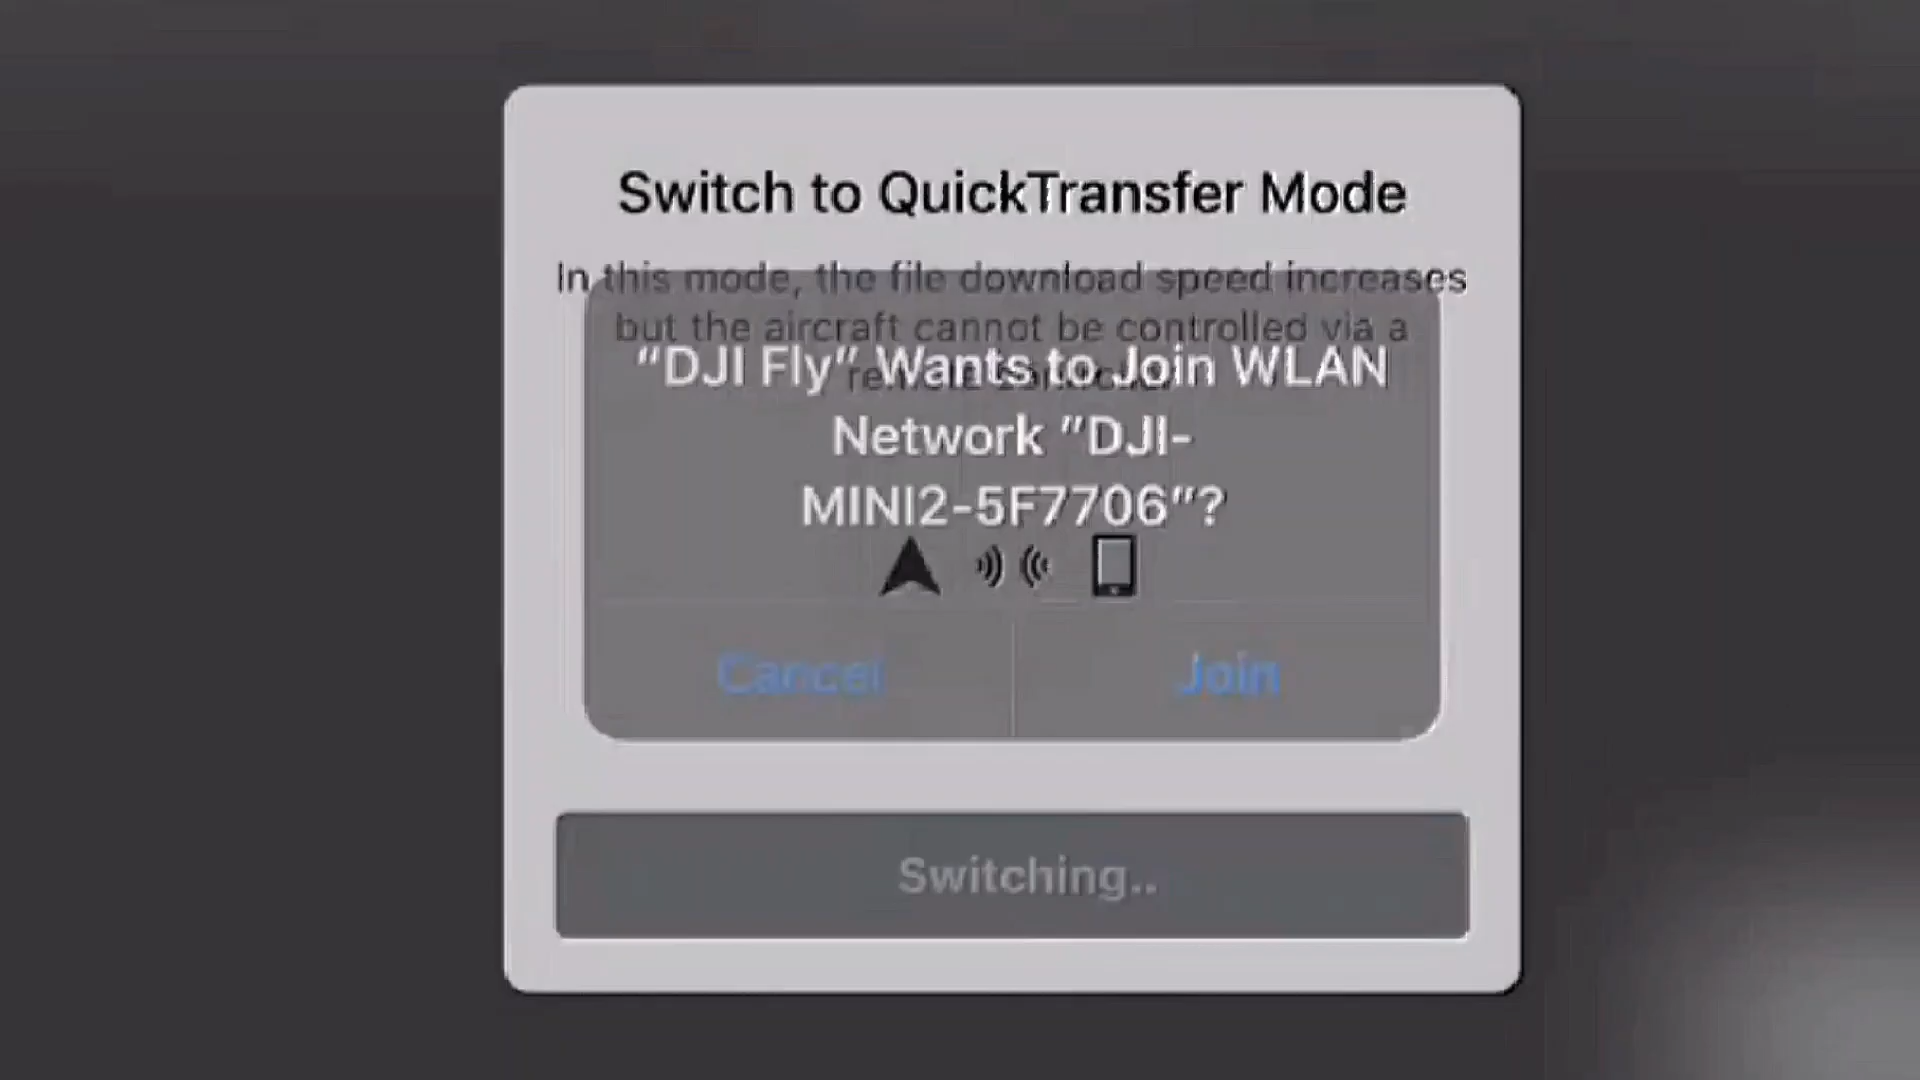 Switch to QuickTransfer Mode
In this mode, the file download speed increases
but the aircraft cannot be controlled via a
"DJI Fly" Wants to Join WLAN
Network "DJI-
MINI2-5F7706"?
Cancel
Join
Switching..